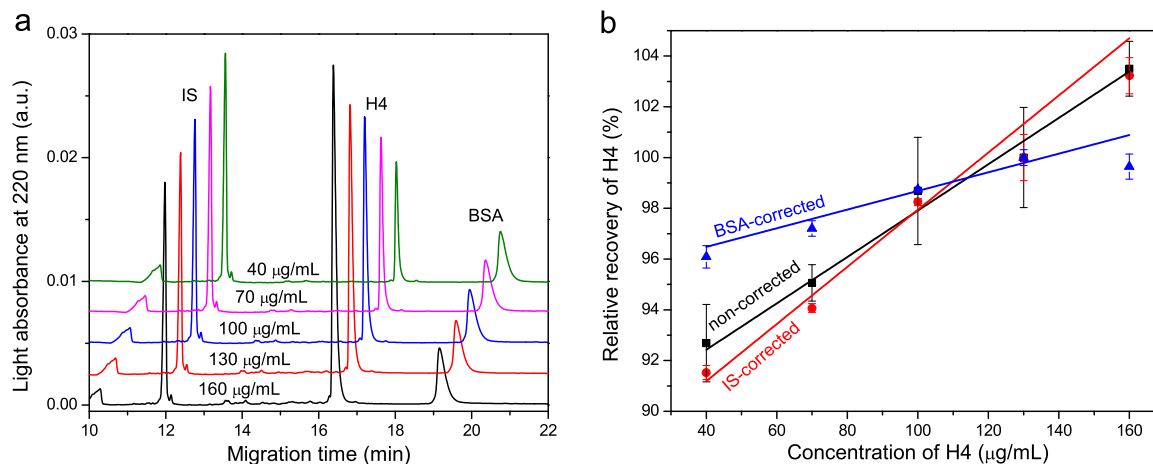 a
0.03
0.02
0.01
0.00
Light absorbance at 220 nm (a.u.)
IS
H4
BSA
40 μg/mL
70 μg/mL
100 μg/mL
130 μg/mL
160 μg/mL
10 12 14 16 18 20 22
Migration time (min)
b
104
102
100
98
96
94
92
90
Relative recovery of H4 (%)
BSA-corrected
non-corrected
IS-corrected
40 60 80 100 120 140 160
Concentration of H4 (μg/mL)